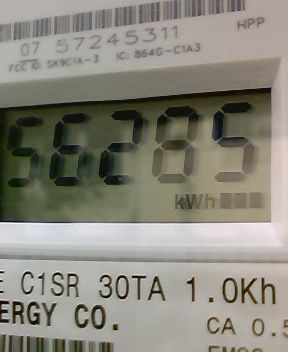 HPP
07 57245311
FCC ID: SK9C1A-3 IC: 864G-C1A3
56285
kWh
E C1SR 30TA 1.0Kh
ERGY CO.
CA 0.5